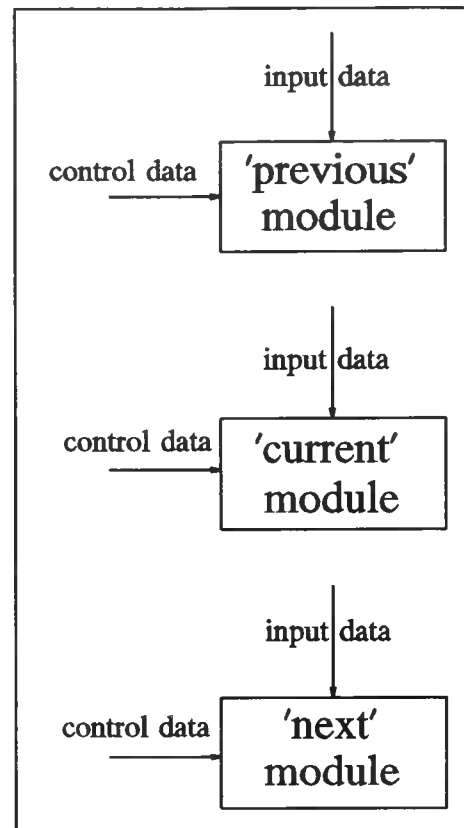 input data
control data
'previous'
module
input data
control data
'current'
module
input data
control data
'next'
module